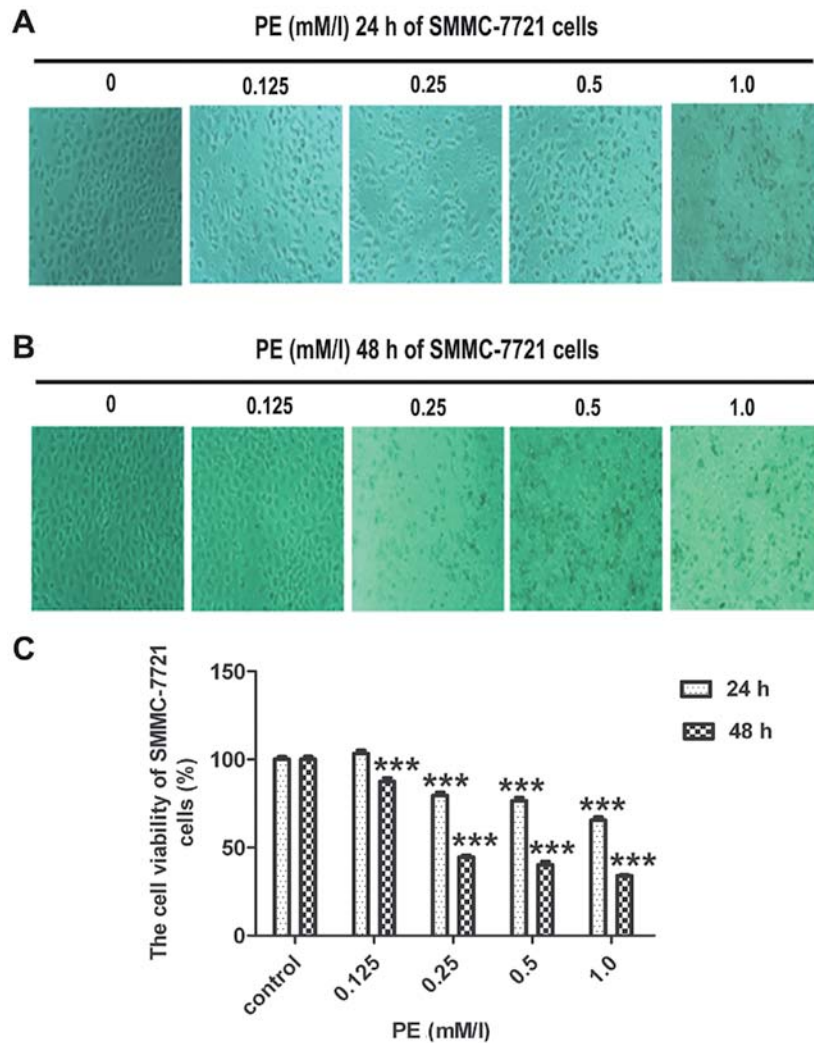 A
PE (mM/l) 24 h of SMMC-7721 cells
0 0.125 0.25 0.5 1.0
B
PE (mM/l) 48 h of SMMC-7721 cells
0 0.125 0.25 0.5 1.0
C
The cell viability of SMMC-7721
cells (%)
150
100
50
0
***
*** ***
*** *** ***
***
control 0.125 0.25 0.5 1.0
PE (mM/l)
24 h
48 h